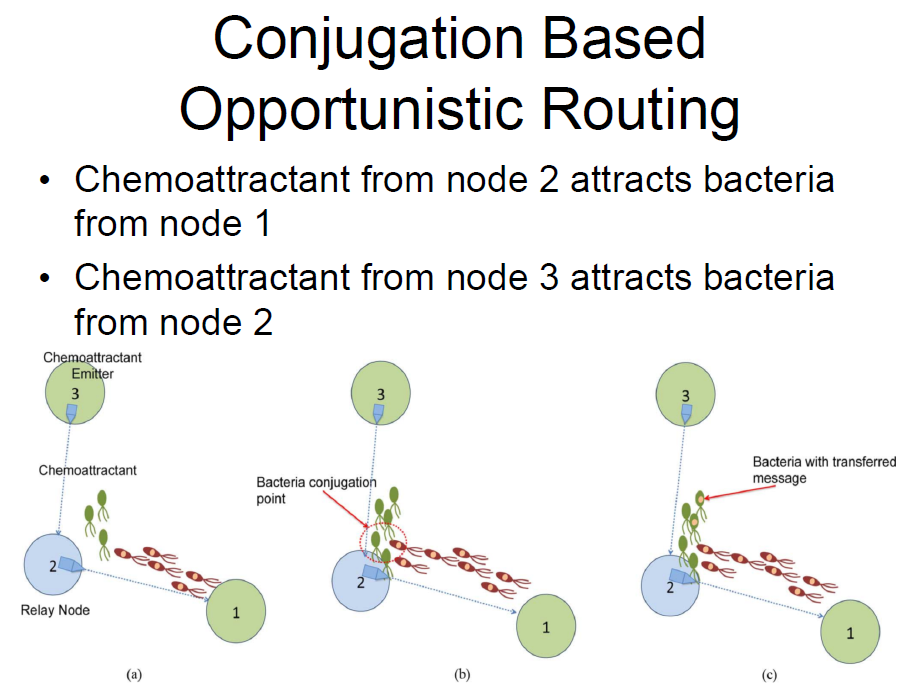 Conjugation Based
Opportunistic Routing
• Chemoattractant from node 2 attracts bacteria
from node 1
• Chemoattractant from node 3 attracts bacteria
from node 2
Chemoattractant
Emitter
3
Chemoattractant
2
Relay Node
1
(a)
3
Bacteria conjugation
point
2
1
(b)
3
Bacteria with transferred
message
2
1
(c)